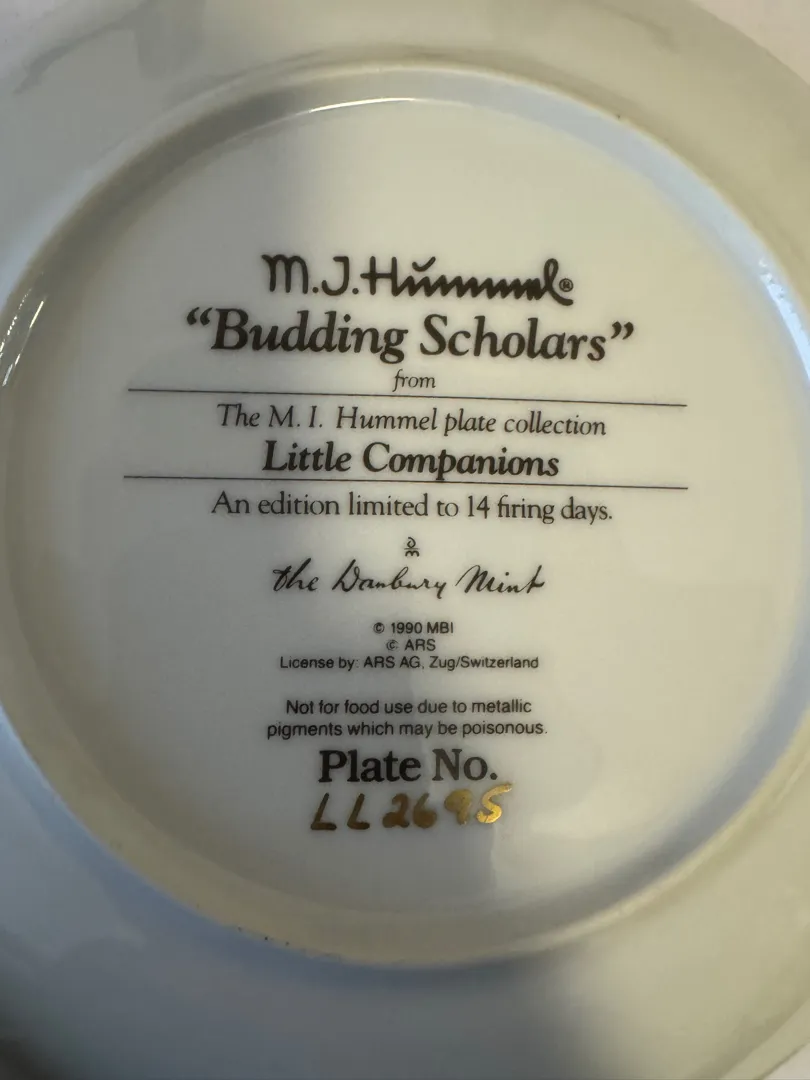 M.J. Hummel®
“Budding Scholars”
from
The M. I. Hummel plate collection
Little Companions
An edition limited to 14 firing days.
DM
the Danbury Mint
© 1990 MBI
© ARS
License by: ARS AG, Zug/Switzerland
Not for food use due to metallic
pigments which may be poisonous.
Plate No.
LL2695